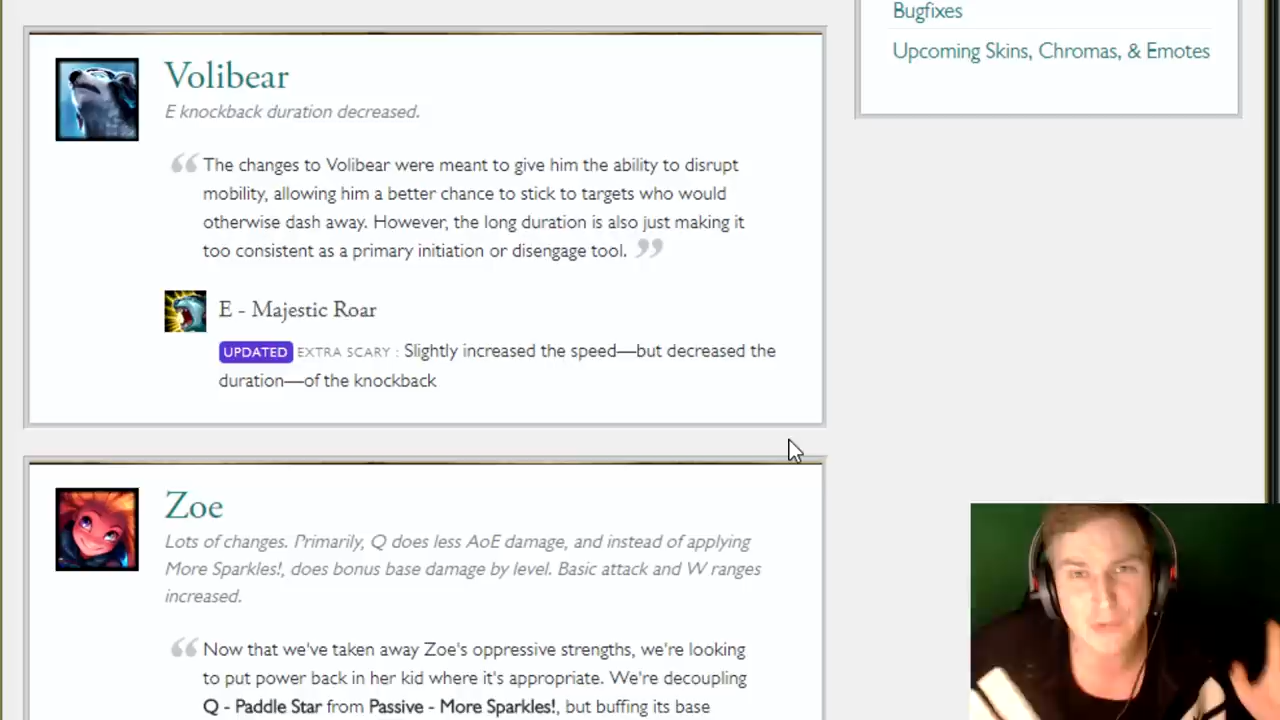 Bugfixes
Upcoming Skins, Chromas, & Emotes
Volibear
E knockback duration decreased.
“ The changes to Volibear were meant to give him the ability to disrupt
mobility, allowing him a better chance to stick to targets who would
otherwise dash away. However, the long duration is also just making it
too consistent as a primary initiation or disengage tool. ”
E - Majestic Roar
UPDATED EXTRA SCARY : Slightly increased the speed—but decreased the
duration—of the knockback
Zoe
Lots of changes. Primarily, Q does less AoE damage, and instead of applying
More Sparkles!, does bonus base damage by level. Basic attack and W ranges
increased.
“ Now that we've taken away Zoe's oppressive strengths, we're looking
to put power back in her kid where it's appropriate. We're decoupling
Q - Paddle Star from Passive - More Sparkles!, but buffing its base